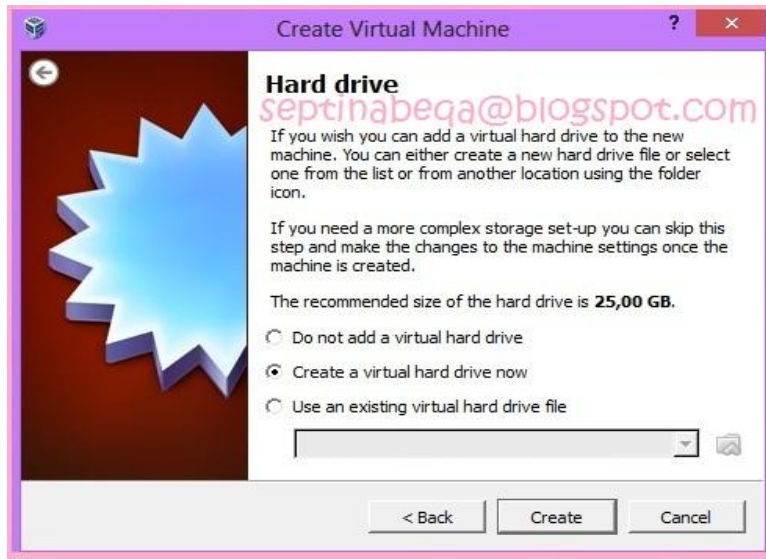 Create Virtual Machine
?
×
Hard drive
septinabeqa@blogspot.com
If you wish you can add a virtual hard drive to the new
machine. You can either create a new hard drive file or select
one from the list or from another location using the folder
icon.
If you need a more complex storage set-up you can skip this
step and make the changes to the machine settings once the
machine is created.
The recommended size of the hard drive is 25,00 GB.
Do not add a virtual hard drive
Create a virtual hard drive now
Use an existing virtual hard drive file
< Back Create Cancel